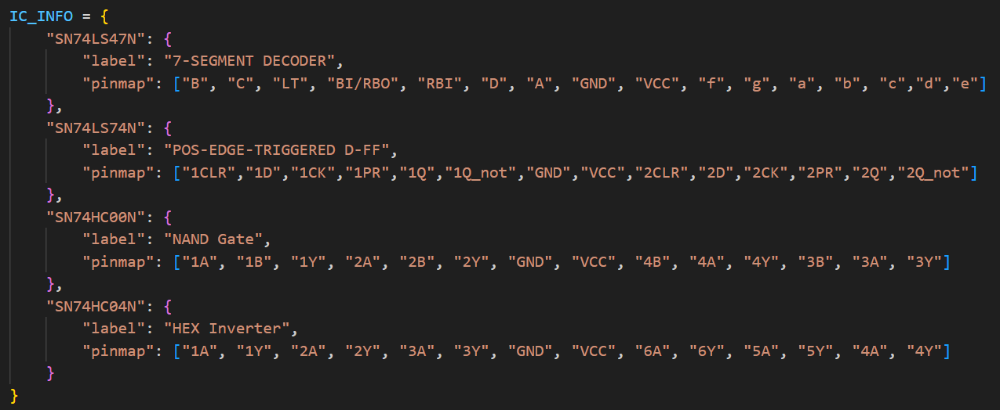 IC_INFO = {
    "SN74LS47N": {
        "label": "7-SEGMENT DECODER",
        "pinmap": ["B", "C", "LT", "BI/RBO", "RBI", "D", "A", "GND", "VCC", "f", "g", "a", "b", "c","d","e"]
    },
    "SN74LS74N": {
        "label": "POS-EDGE-TRIGGERED D-FF",
        "pinmap": ["1CLR","1D","1CK","1PR","1Q","1Q_not","GND","VCC","2CLR","2D","2CK","2PR","2Q","2Q_not"]
    },
    "SN74HC00N": {
        "label": "NAND Gate",
        "pinmap": ["1A", "1B", "1Y", "2A", "2B", "2Y", "GND", "VCC", "4B", "4A", "4Y", "3B", "3A", "3Y"]
    },
    "SN74HC04N": {
        "label": "HEX Inverter",
        "pinmap": ["1A", "1Y", "2A", "2Y", "3A", "3Y", "GND", "VCC", "6A", "6Y", "5A", "5Y", "4A", "4Y"]
    }
}